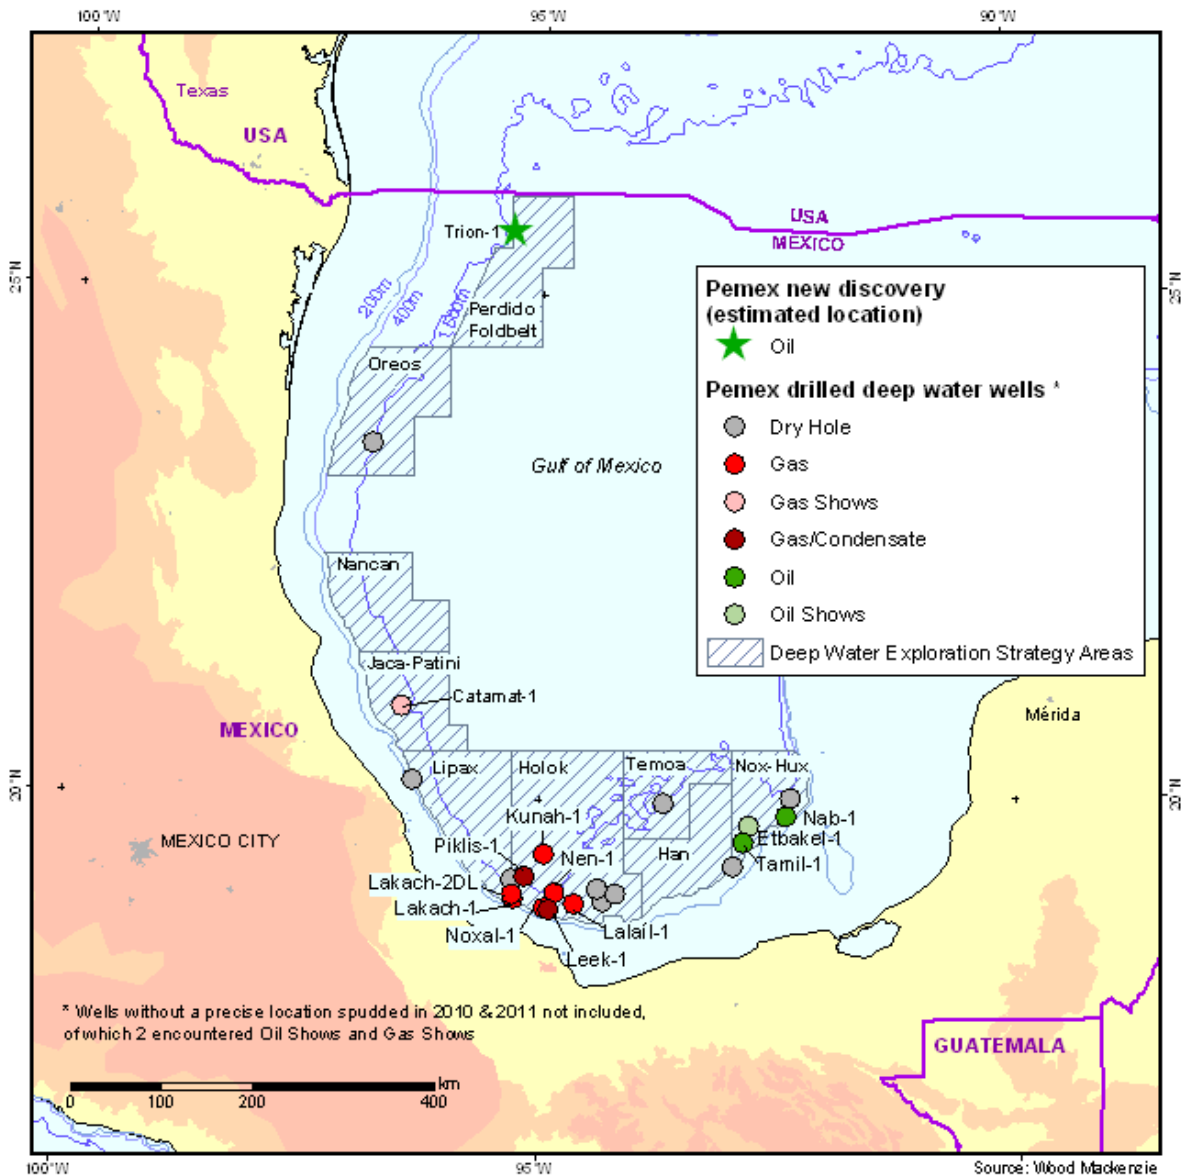 100°W
95°W
90°W
Texas
USA
USA
MEXICO
Trion-1
25°N
25°N
200m
400m
1,500m
Perdido
Foldbelt
Pemex new discovery
(estimated location)
Oil
Pemex drilled deep water wells *
Dry Hole
Gas
Gas Shows
Gas/Condensate
Oil
Oil Shows
Deep Water Exploration Strategy Areas
Oreos
Gulf of Mexico
Nancan
Jaca-Patini
Catamat-1
MEXICO
Mérida
Lipax
Holok
Temoa
Nox-Hux
20°N
20°N
Kunah-1
Nab-1
MEXICO CITY
Piklis-1
Nen-1
Han
Etbakel-1
Tamil-1
Lakach-2DL
Lakach-1
Noxal-1
Lalail-1
Leek-1
* Wells without a precise location spudded in 2010 & 2011 not included,
of which 2 encountered Oil Shows and Gas Shows
GUATEMALA
km
0
100
200
400
100°W
95°W
Source: Wood Mackenzie